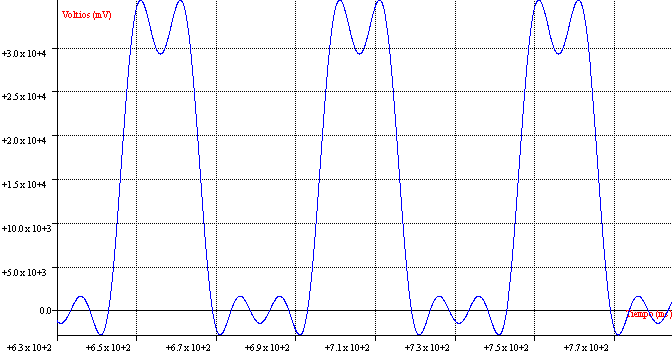 Voltios (mV)
+3.0 x 10+4
+2.5 x 10+4
+2.0 x 10+4
+1.5 x 10+4
+10.0 x 10+3
+5.0 x 10+3
0.0
Tiempo (ms
+6.3 x 10+2 +6.5 x 10+2 +6.7 x 10+2 +6.9 x 10+2 +7.1 x 10+2 +7.3 x 10+2 +7.5 x 10+2 +7.7 x 10+2